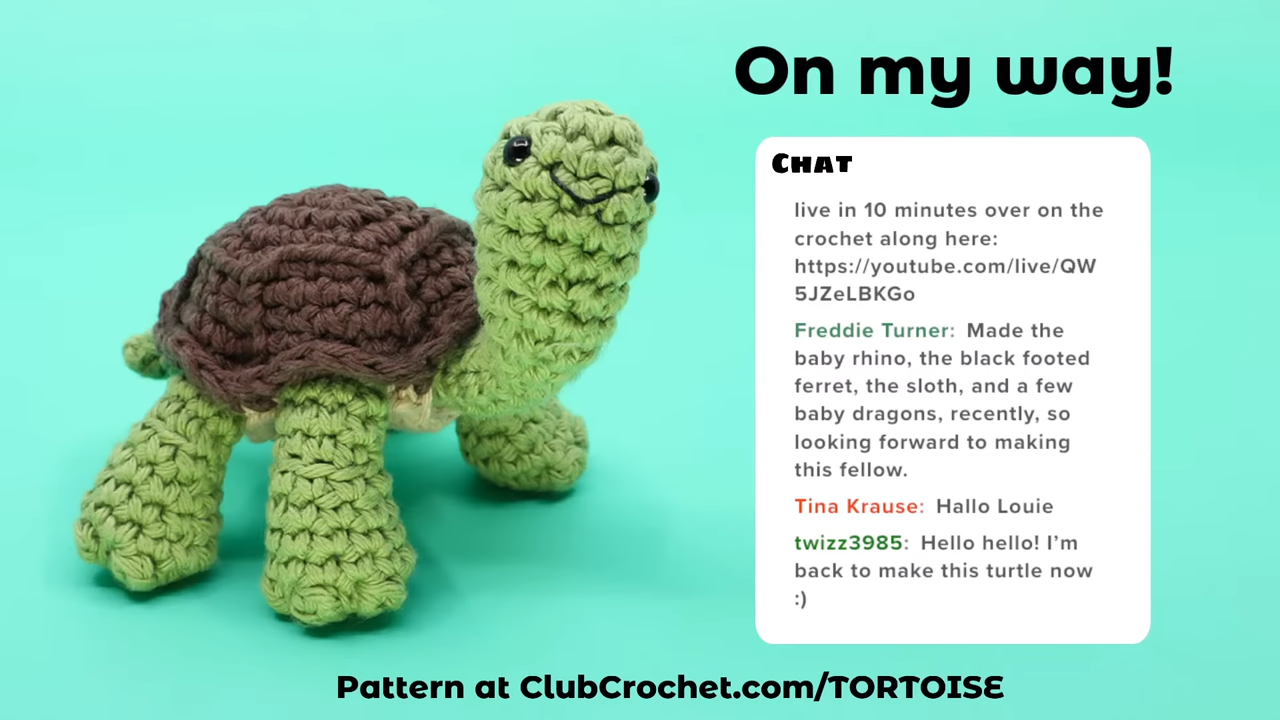 On my way!
CHAT
live in 10 minutes over on the
crochet along here:
https://youtube.com/live/QW
5JZeLBKGo
Freddie Turner: Made the
baby rhino, the black footed
ferret, the sloth, and a few
baby dragons, recently, so
looking forward to making
this fellow.
Tina Krause: Hallo Louie
twizz3985: Hello hello! I’m
back to make this turtle now
:)
Pattern at ClubCrochet.com/TORTOISE